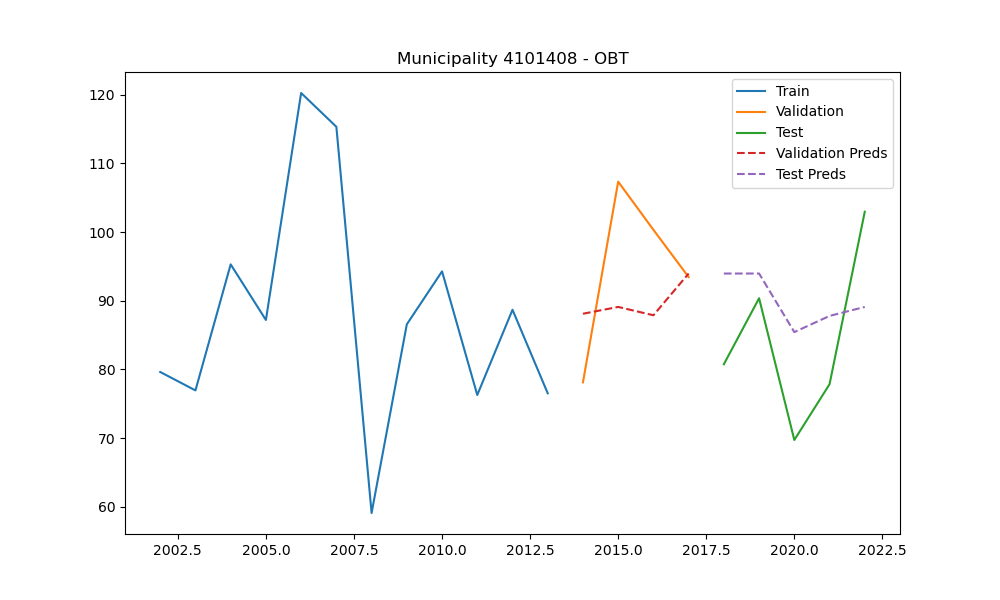 Municipality 4101408 - OBT
Train
Validation
Test
Validation Preds
Test Preds
120
110
100
90
80
70
60
2002.5 2005.0 2007.5 2010.0 2012.5 2015.0 2017.5 2020.0 2022.5